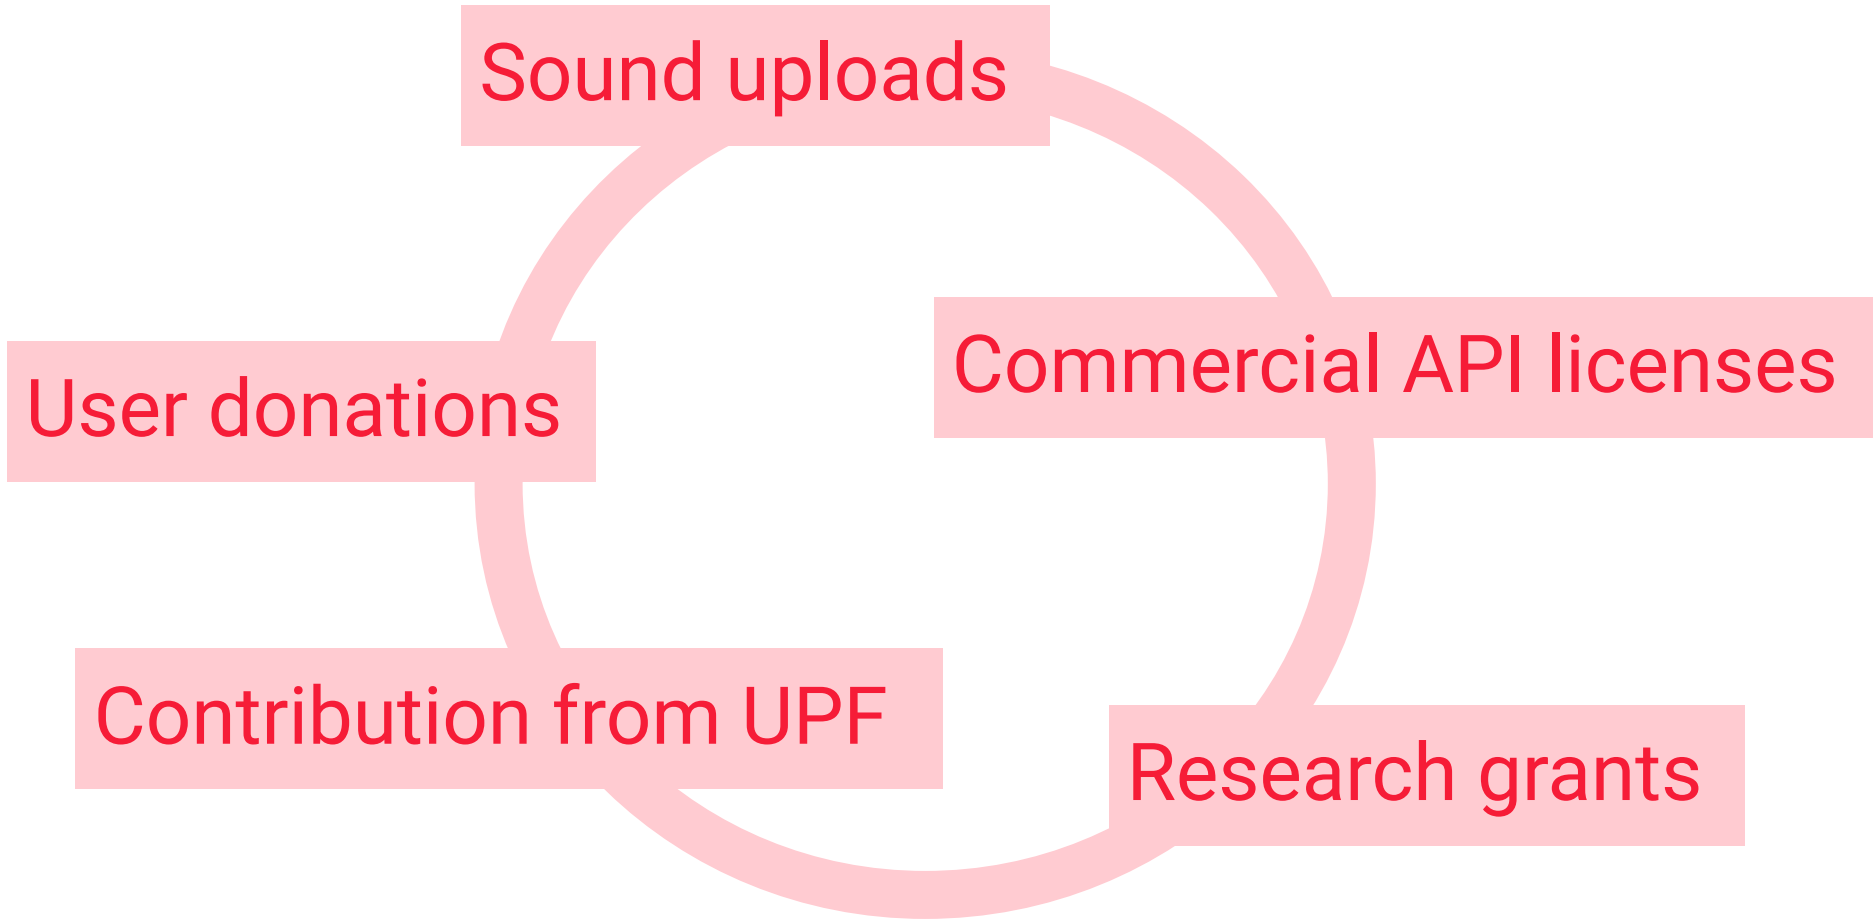 Sound uploads
Commercial API licenses
User donations
Contribution from UPF
Research grants